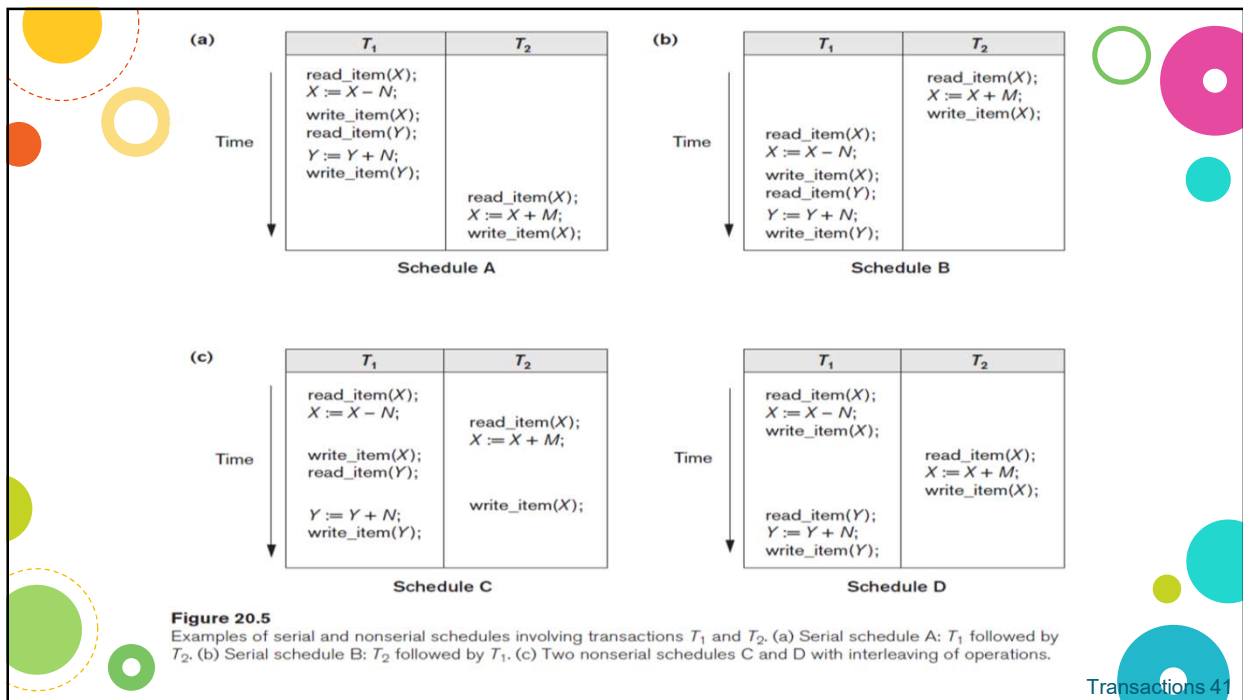 (a)
T₁ T₂
Time
read_item(X);
X := X – N;
write_item(X);
read_item(Y);
Y := Y + N;
write_item(Y);
read_item(X);
X := X + M;
write_item(X);
Schedule A
(b)
T₁ T₂
Time
read_item(X);
X := X + M;
write_item(X);
read_item(X);
X := X – N;
write_item(X);
read_item(Y);
Y := Y + N;
write_item(Y);
Schedule B
(c)
T₁ T₂
Time
read_item(X);
X := X – N;
read_item(X);
X := X + M;
write_item(X);
read_item(Y);
write_item(X);
Y := Y + N;
write_item(Y);
Schedule C
T₁ T₂
Time
read_item(X);
X := X – N;
write_item(X);
read_item(X);
X := X + M;
write_item(X);
read_item(Y);
Y := Y + N;
write_item(Y);
Schedule D
Figure 20.5
Examples of serial and nonserial schedules involving transactions T₁ and T₂. (a) Serial schedule A: T₁ followed by
T₂. (b) Serial schedule B: T₂ followed by T₁. (c) Two nonserial schedules C and D with interleaving of operations.
Transactions 41